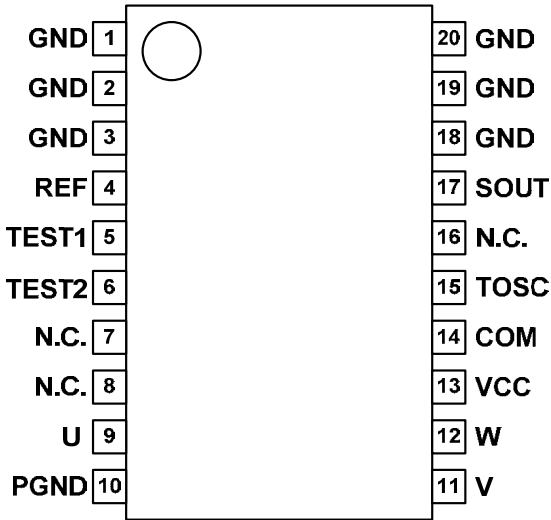 GND 1 20 GND
GND 2 19 GND
GND 3 18 GND
REF 4 17 SOUT
TEST1 5 16 N.C.
TEST2 6 15 TOSC
N.C. 7 14 COM
N.C. 8 13 VCC
U 9 12 W
PGND 10 11 V